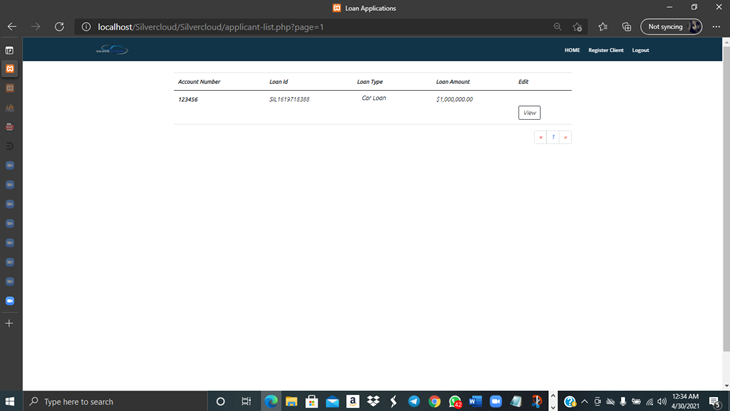 Loan Applications
localhost/Silvercloud/Silvercloud/applicant-list.php?page=1
Not syncing
HOME Register Client Logout
Account Number Loan Id Loan Type Loan Amount Edit
123456 SIL1619718388 Car Loan $1,000,000.00
View
« 1 »
Type here to search
42
12:34 AM
4/30/2021